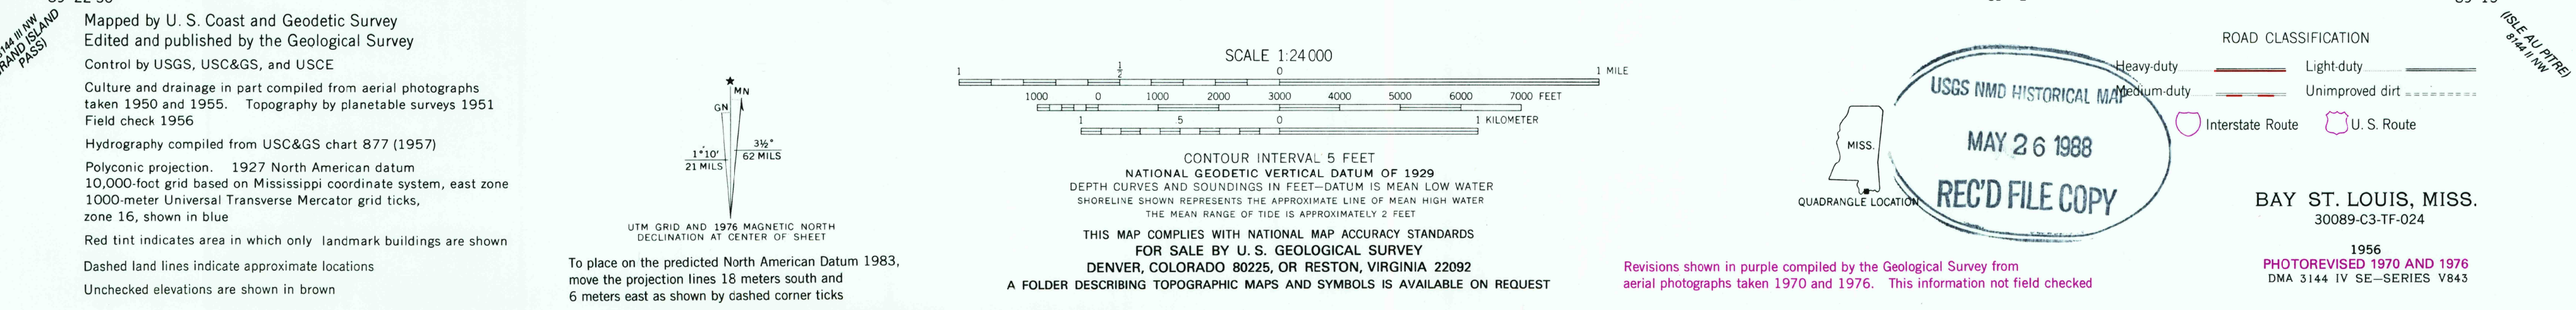 Mapped by U. S. Coast and Geodetic Survey
Edited and published by the Geological Survey
Control by USGS, USC&GS, and USCE
Culture and drainage in part compiled from aerial photographs
taken 1950 and 1955. Topography by planetable surveys 1951
Field check 1956
Hydrography compiled from USC&GS chart 877 (1957)
Polyconic projection. 1927 North American datum
10,000-foot grid based on Mississippi coordinate system, east zone
1000-meter Universal Transverse Mercator grid ticks,
zone 16, shown in blue
Red tint indicates area in which only landmark buildings are shown
Dashed land lines indicate approximate locations
Unchecked elevations are shown in brown
★
MN
GN
1°10′
21 MILS
3½°
62 MILS
UTM GRID AND 1976 MAGNETIC NORTH
DECLINATION AT CENTER OF SHEET
To place on the predicted North American Datum 1983,
move the projection lines 18 meters south and
6 meters east as shown by dashed corner ticks
SCALE 1:24 000
1 ½ 0 1 MILE
1000 0 1000 2000 3000 4000 5000 6000 7000 FEET
1 .5 0 1 KILOMETER
CONTOUR INTERVAL 5 FEET
NATIONAL GEODETIC VERTICAL DATUM OF 1929
DEPTH CURVES AND SOUNDINGS IN FEET—DATUM IS MEAN LOW WATER
SHORELINE SHOWN REPRESENTS THE APPROXIMATE LINE OF MEAN HIGH WATER
THE MEAN RANGE OF TIDE IS APPROXIMATELY 2 FEET
THIS MAP COMPLIES WITH NATIONAL MAP ACCURACY STANDARDS
FOR SALE BY U. S. GEOLOGICAL SURVEY
DENVER, COLORADO 80225, OR RESTON, VIRGINIA 22092
A FOLDER DESCRIBING TOPOGRAPHIC MAPS AND SYMBOLS IS AVAILABLE ON REQUEST
MISS.
QUADRANGLE LOCATION
USGS NMD HISTORICAL MAP
MAY 26 1988
REC'D FILE COPY
Revisions shown in purple compiled by the Geological Survey from
aerial photographs taken 1970 and 1976. This information not field checked
ROAD CLASSIFICATION
Heavy-duty Light-duty
Medium-duty Unimproved dirt
Interstate Route U. S. Route
BAY ST. LOUIS, MISS.
30089-C3-TF-024
1956
PHOTOREVISED 1970 AND 1976
DMA 3144 IV SE—SERIES V843
(ISLE AU PITRE)
8144 II NW